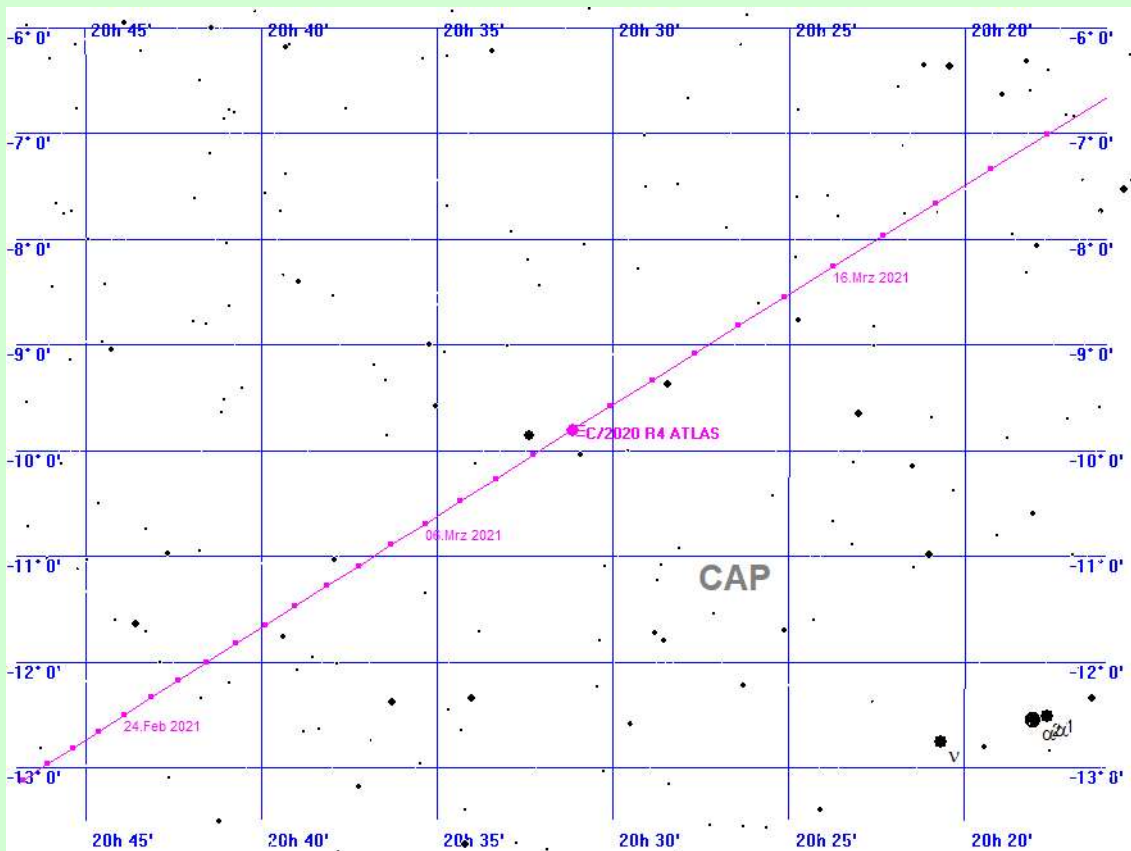 20h 45' 20h 40' 20h 35' 20h 30' 20h 25' 20h 20'
-6° 0' -6° 0'
-7° 0' -7° 0'
-8° 0' -8° 0'
16.Mrz 2021
-9° 0' -9° 0'
C/2020 R4 ATLAS
-10° 0' -10° 0'
06.Mrz 2021
-11° 0' -11° 0'
CAP
-12° 0' -12° 0'
24.Feb 2021
α2 α1
ν
-13° 0' -13° 0'
20h 45' 20h 40' 20h 35' 20h 30' 20h 25' 20h 20'